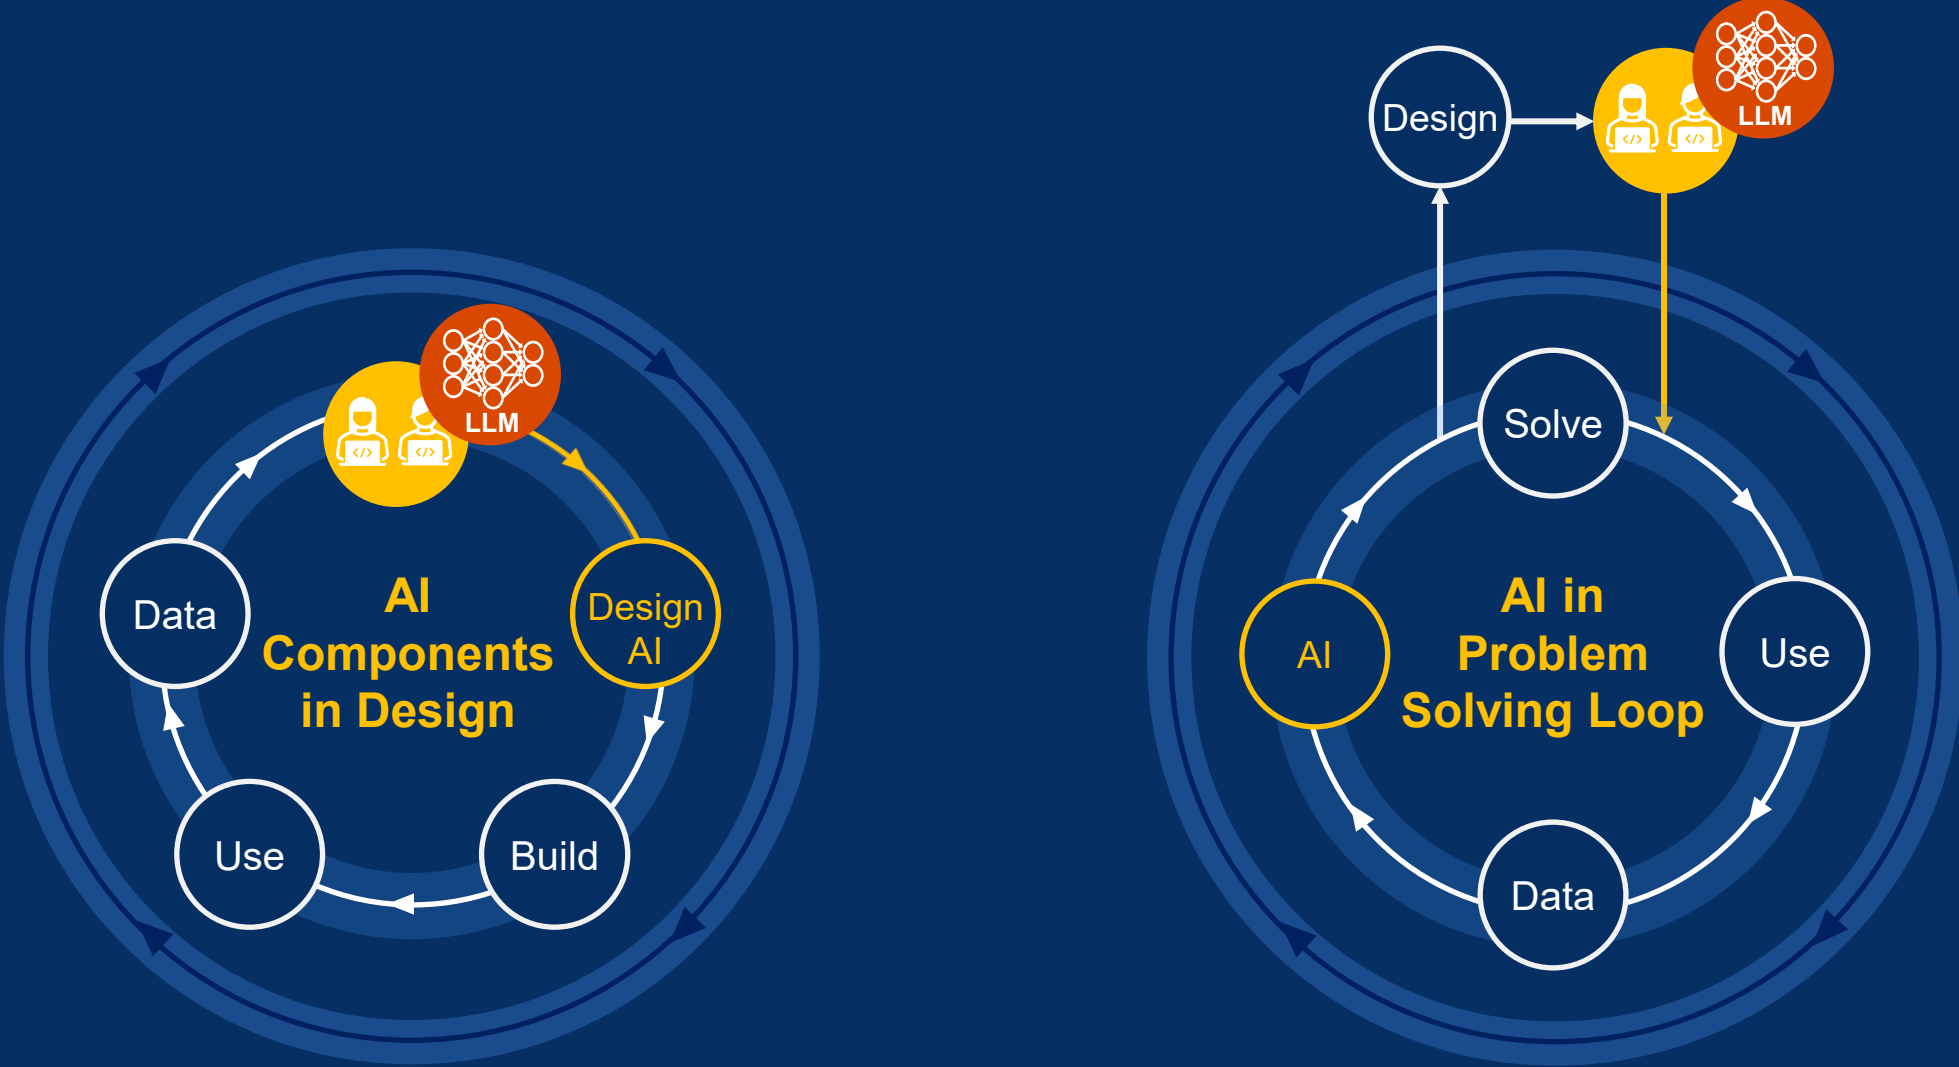 LLM
</>
</>
Data
AI
Components
in Design
Design
AI
Use
Build
Design
LLM
</>
</>
Solve
AI
AI in
Problem
Solving Loop
Use
Data